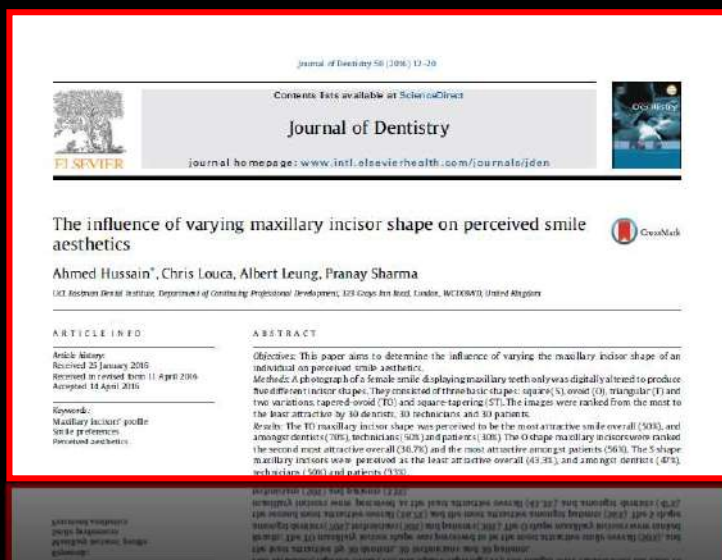 Journal of Dentistry 50 (2016) 12–20
Contents lists available at ScienceDirect
Journal of Dentistry
journal homepage: www.intl.elsevierhealth.com/journals/jden
ELSEVIER
Dentistry
The influence of varying maxillary incisor shape on perceived smile
aesthetics
CrossMark
Ahmed Hussain*, Chris Louca, Albert Leung, Pranay Sharma
UCL Eastman Dental Institute, Department of Continuing Professional Development, 123 Grays Inn Road, London, United Kingdom
ARTICLE INFO
Article history:
Received 25 January 2016
Received in revised form 11 April 2016
Accepted 14 April 2016
Keywords:
Maxillary incisors' profile
Smile preferences
Perceived aesthetics
ABSTRACT
Objectives: This paper aims to determine the influence of varying the maxillary incisor shape of an
individual on perceived smile aesthetics.
Methods: A photograph of a female smile displaying maxillary teeth only was digitally altered to produce
five different incisor shapes. They consisted of three basic shapes: square (S), ovoid (O), triangular (T) and
two variations, tapered-ovoid (TO) and square-tapering (ST). The images were ranked from the most to
the least attractive by 30 dentists, 30 technicians and 30 patients.
Results: The TO maxillary incisor shape was perceived to be the most attractive smile overall (50%), and
amongst dentists (70%), technicians (50%) and patients (30%). The O shape maxillary incisors were ranked
the second most attractive overall (36.7%) and the most attractive amongst patients (56%). The S shape
maxillary incisors were perceived as the least attractive overall (43.3%), and amongst dentists (47%),
technicians (50%) and patients (33%).